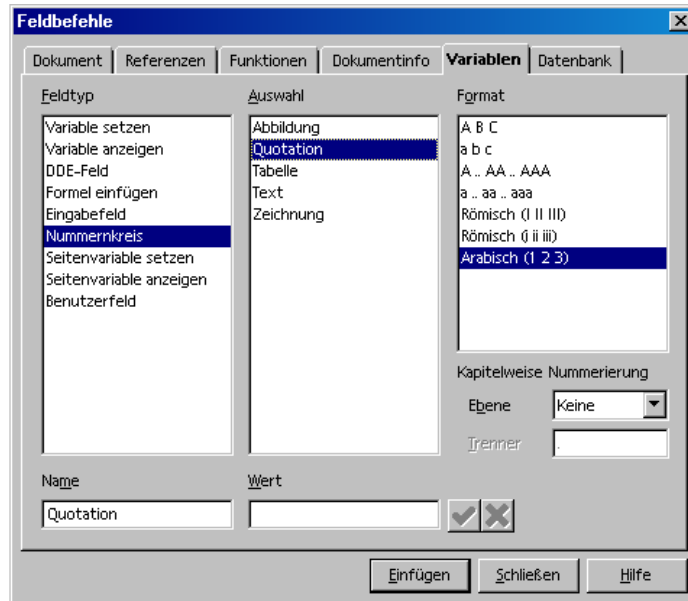 Feldbefehle
Dokument Referenzen Funktionen Dokumentinfo Variablen Datenbank
Feldtyp
Variable setzen
Variable anzeigen
DDE-Feld
Formel einfügen
Eingabefeld
Nummernkreis
Seitenvariable setzen
Seitenvariable anzeigen
Benutzerfeld
Auswahl
Abbildung
Quotation
Tabelle
Text
Zeichnung
Format
A B C
a b c
A .. AA .. AAA
a .. aa .. aaa
Römisch (I II III)
Römisch (i ii iii)
Arabisch (1 2 3)
Kapitelweise Nummerierung
Ebene Keine
Trenner .
Name
Quotation
Wert
Einfügen Schließen Hilfe